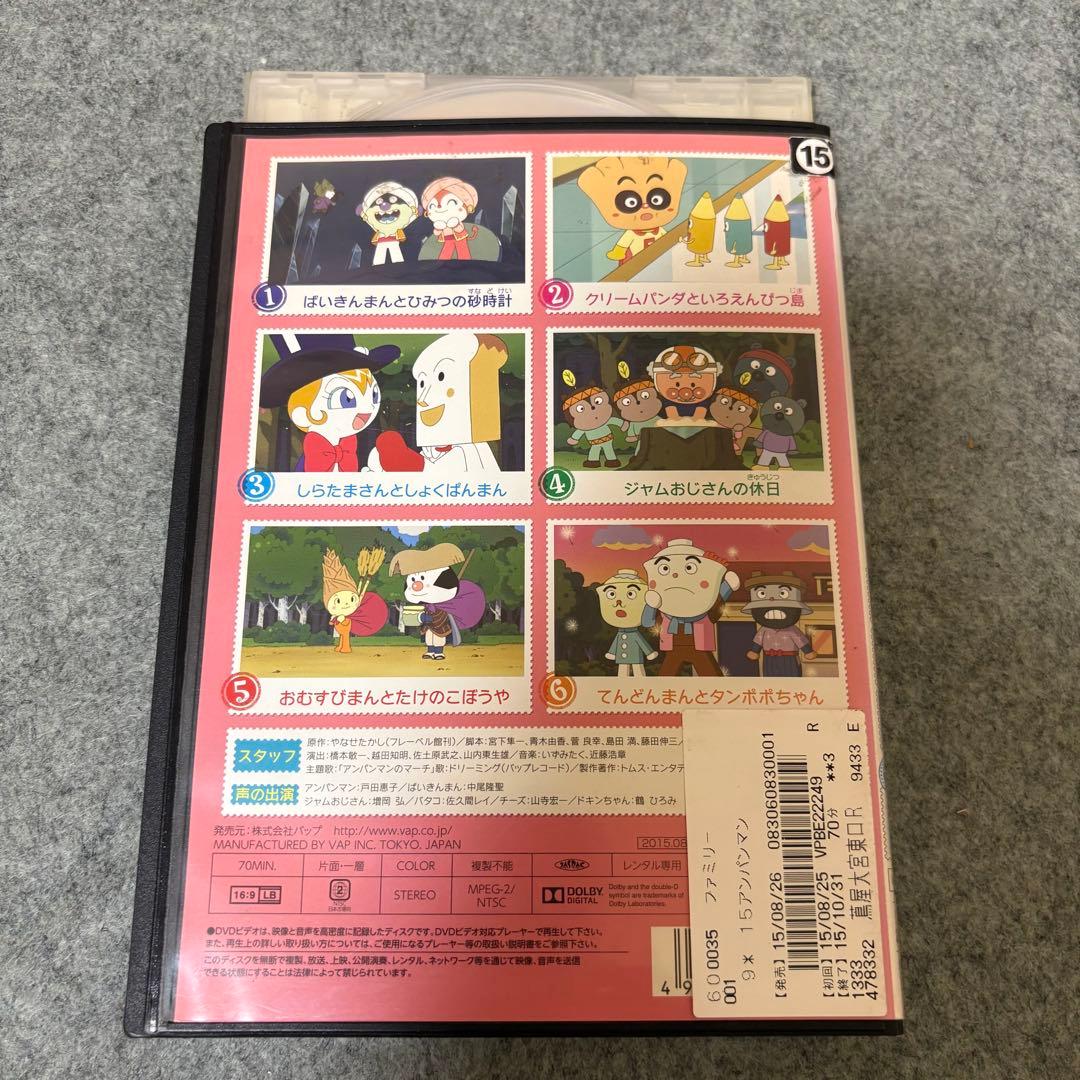 15
すなどけい
1 ばいきんまんとひみつの砂時計
じま
2 クリームパンダといろえんぴつ島
3 しらたまさんとしょくぱんまん
きゅうじつ
4 ジャムおじさんの休日
5 おむすびまんとたけのこぼうや
6 てんどんまんとタンポポちゃん
スタッフ
原作：やなせたかし（フレーベル館刊）／脚本：宮下隼一、青木由香、菅 良幸、島田 満、藤田伸三／
演出：橋本敏一、越田知明、佐土原武之、山内東生雄／音楽：いずみたく、近藤浩章
主題歌：「アンパンマンのマーチ」歌：ドリーミング（バップレコード）／製作著作：トムス・エンタテ
声の出演
アンパンマン：戸田恵子／ばいきんまん：中尾隆聖
ジャムおじさん：増岡 弘／バタコ：佐久間レイ／チーズ：山寺宏一／ドキンちゃん：鶴 ひろみ
発売元：株式会社バップ http://www.vap.co.jp/
MANUFACTURED BY VAP INC. TOKYO. JAPAN
2015.08
70MIN.
片面・一層
COLOR
複製不能
レンタル専用
16:9 LB
2
NTSC
日本市場向
STEREO
MPEG-2/
NTSC
DOLBY
DIGITAL
Dolby and the double-D
symbol are trademarks of
Dolby Laboratories.
●DVDビデオは、映像と音声を高密度に記録したディスクです。DVDビデオ対応プレーヤーで再生して下さい。
また、再生上の詳しい取り扱い方については、ご使用になるプレーヤー等の取扱い説明書をご参照下さい。
このディスクを無断で複製、放送、上映、公開演奏、レンタル、ネットワーク等を通じて映像、音声を送信
できる状態にすることは法律によって禁じられています。
4 9
600035 ファミリー
001
9＊ 15アンパンマン
【発売】15/08/26 083060830001
【初回】15/08/25 VPBE22249 R
【終了】15/10/31 70分 **3
1333 蔦屋大宮東口R 9433 E
478332